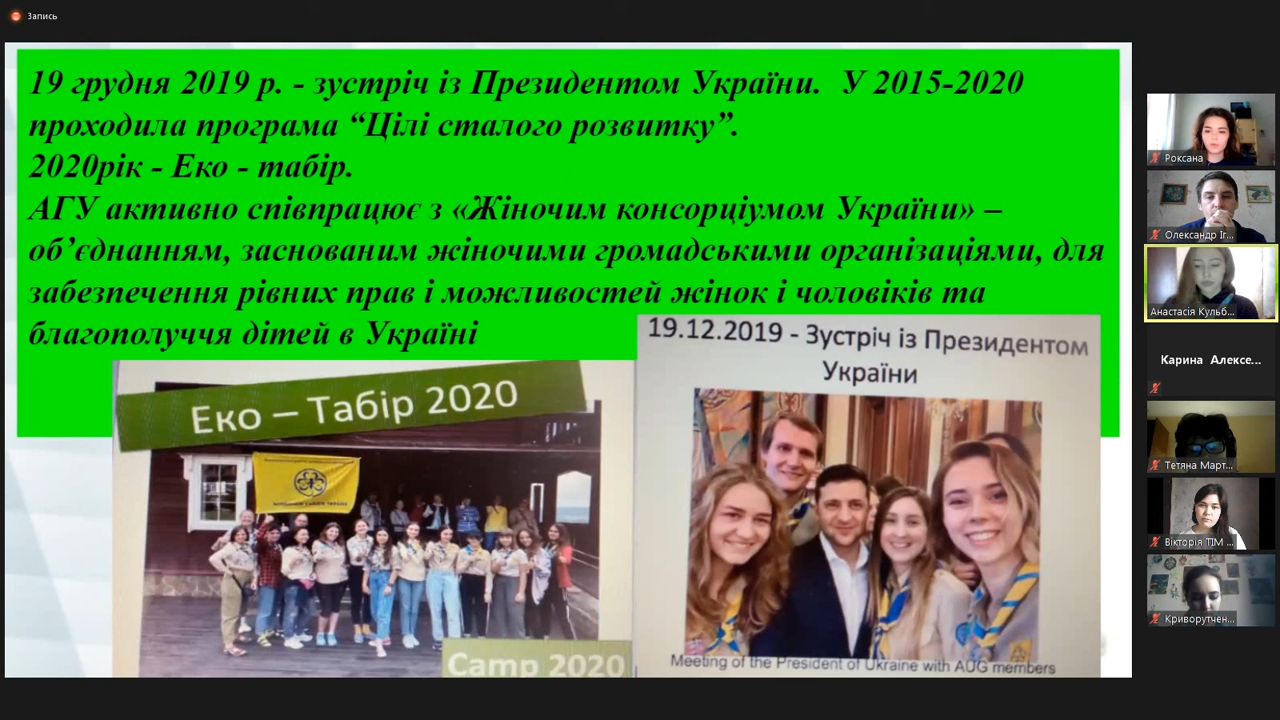 Запись
19 грудня 2019 р. - зустріч із Президентом України. У 2015-2020
проходила програма “Цілі сталого розвитку”.
2020рік - Еко - табір.
АГУ активно співпрацює з «Жіночим консорціумом України» –
об’єднанням, заснованим жіночими громадськими організаціями, для
забезпечення рівних прав і можливостей жінок і чоловіків та
благополуччя дітей в Україні
Еко – Табір 2020
Camp 2020
19.12.2019 - Зустріч із Президентом
України
Meeting of the President of Ukraine with AUG members
Роксана
Олександр Іг...
Анастасія Кульб...
Карина Алексе...
Тетяна Март...
Вікторія ТІМ ...
Криворутчен...